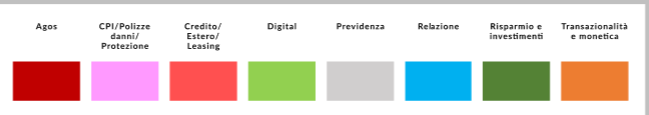 Agos
CPI/Polizze
danni/
Protezione
Credito/
Estero/
Leasing
Digital
Previdenza
Relazione
Risparmio e
investimenti
Transazionalità
e monetica